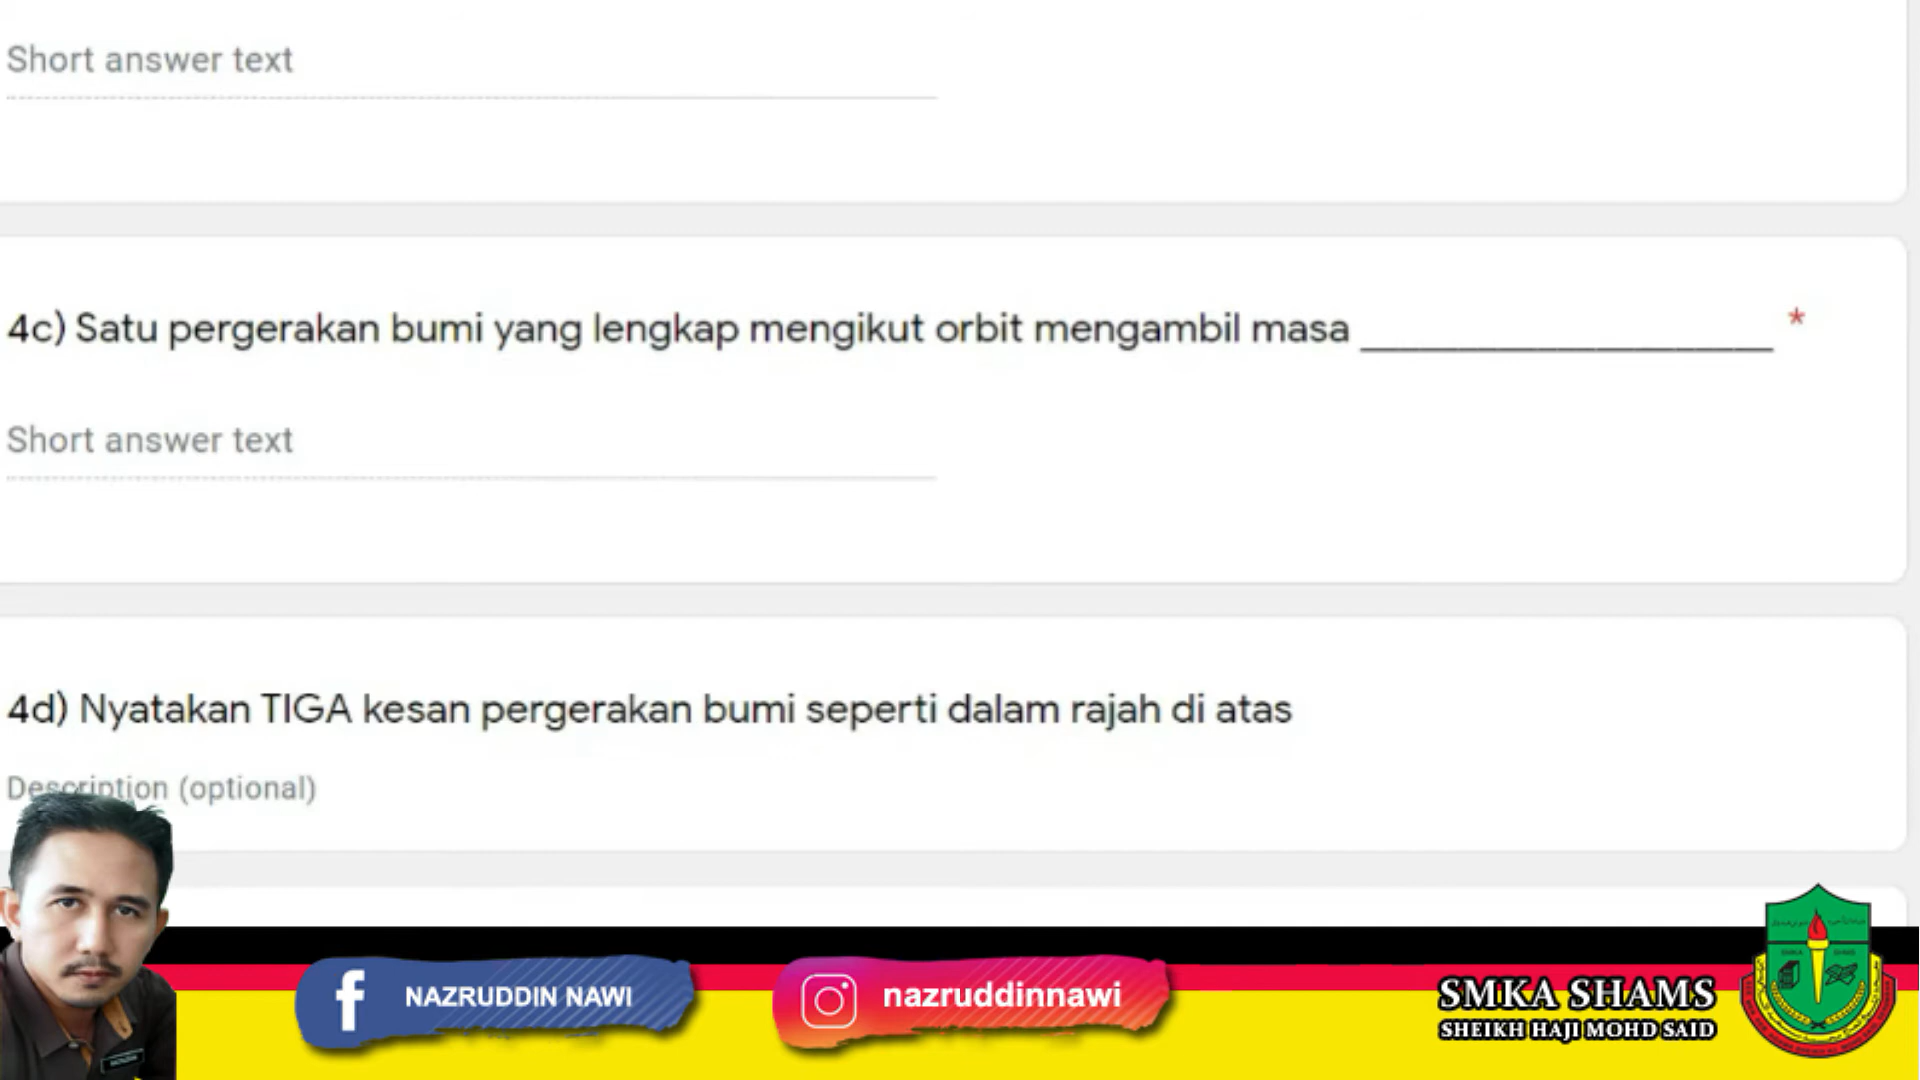 Short answer text
4c) Satu pergerakan bumi yang lengkap mengikut orbit mengambil masa ____________________ *
Short answer text
4d) Nyatakan TIGA kesan pergerakan bumi seperti dalam rajah di atas
Description (optional)
NAZRUDDIN NAWI
nazruddinnawi
SMKA SHAMS
SHEIKH HAJI MOHD SAID